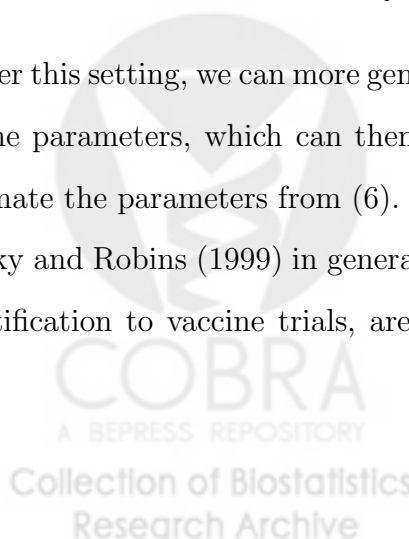 er this setting, we can more gen
ne parameters, which can then
mate the parameters from (6).
ky and Robins (1999) in genera
tification to vaccine trials, are
COBRA
A BEPRESS REPOSITORY
Collection of Biostatistics
Research Archive